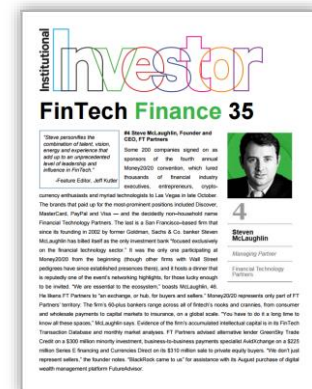 Institutional
Investor
FinTech Finance 35
"Steve personifies the
combination of talent, vision,
energy and experience that
add up to an unprecedented
level of leadership and
influence in FinTech."
-Feature Editor, Jeff Kutler
#4 Steve McLaughlin, Founder and
CEO, FT Partners
Some 200 companies signed on as
sponsors of the fourth annual
Money20/20 convention, which lured
thousands of financial industry
executives, entrepreneurs, crypto-
currency enthusiasts and myriad technologists to Las Vegas in late October.
The brands that paid up for the most-prominent positions included Discover,
MasterCard, PayPal and Visa — and the decidedly non-household name
Financial Technology Partners. The last is a San Francisco-based firm that
since its founding in 2002 by former Goldman, Sachs & Co. banker Steven
McLaughlin has billed itself as the only investment bank "focused exclusively
on the financial technology sector." It was the only one participating at
Money20/20 from the beginning (though other firms with Wall Street
pedigrees have since established presences there), and it hosts a dinner that
is reputedly one of the event's networking highlights, for those lucky enough
to be invited. "We are essential to the ecosystem," boasts McLaughlin, 46.
He likens FT Partners to "an exchange, or hub, for buyers and sellers." Money20/20 represents only part of FT
Partners' territory. The firm's 60-plus bankers range across all of fintech's nooks and crannies, from consumer
and wholesale payments to capital markets to insurance, on a global scale. "You have to do it a long time to
know all these spaces," McLaughlin says. Evidence of the firm's accumulated intellectual capital is in its FinTech
Transaction Database and monthly market analyses. FT Partners advised alternative lender GreenSky Trade
Credit on a $300 million minority investment, business-to-business payments specialist AvidXchange on a $225
million Series E financing and Currencies Direct on its $310 million sale to private equity buyers. "We don't just
represent sellers," the founder notes. "BlackRock came to us" for assistance with its August purchase of digital
wealth management platform FutureAdvisor.
4
Steven
McLaughlin
Managing Partner
Financial Technology
Partners